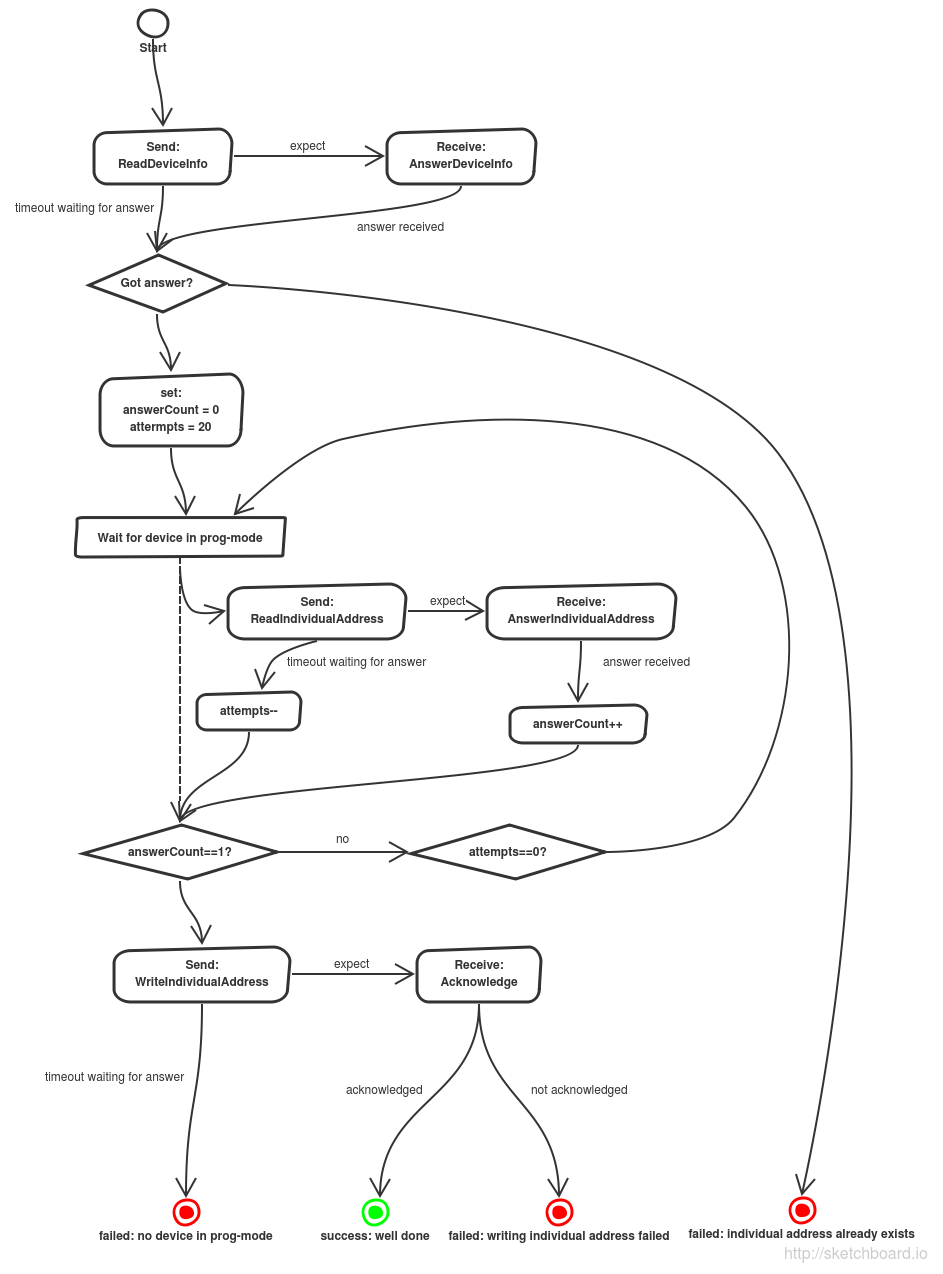 Start
Send:
ReadDeviceInfo
expect
Receive:
AnswerDeviceInfo
timeout waiting for answer
answer received
Got answer?
set:
answerCount = 0
attermpts = 20
Wait for device in prog-mode
Send:
ReadIndividualAddress
expect
Receive:
AnswerIndividualAddress
timeout waiting for answer
answer received
attempts--
answerCount++
answerCount==1?
no
attempts==0?
Send:
WriteIndividualAddress
expect
Receive:
Acknowledge
timeout waiting for answer
acknowledged
not acknowledged
failed: no device in prog-mode
success: well done
failed: writing individual address failed
failed: individual address already exists
http://sketchboard.io